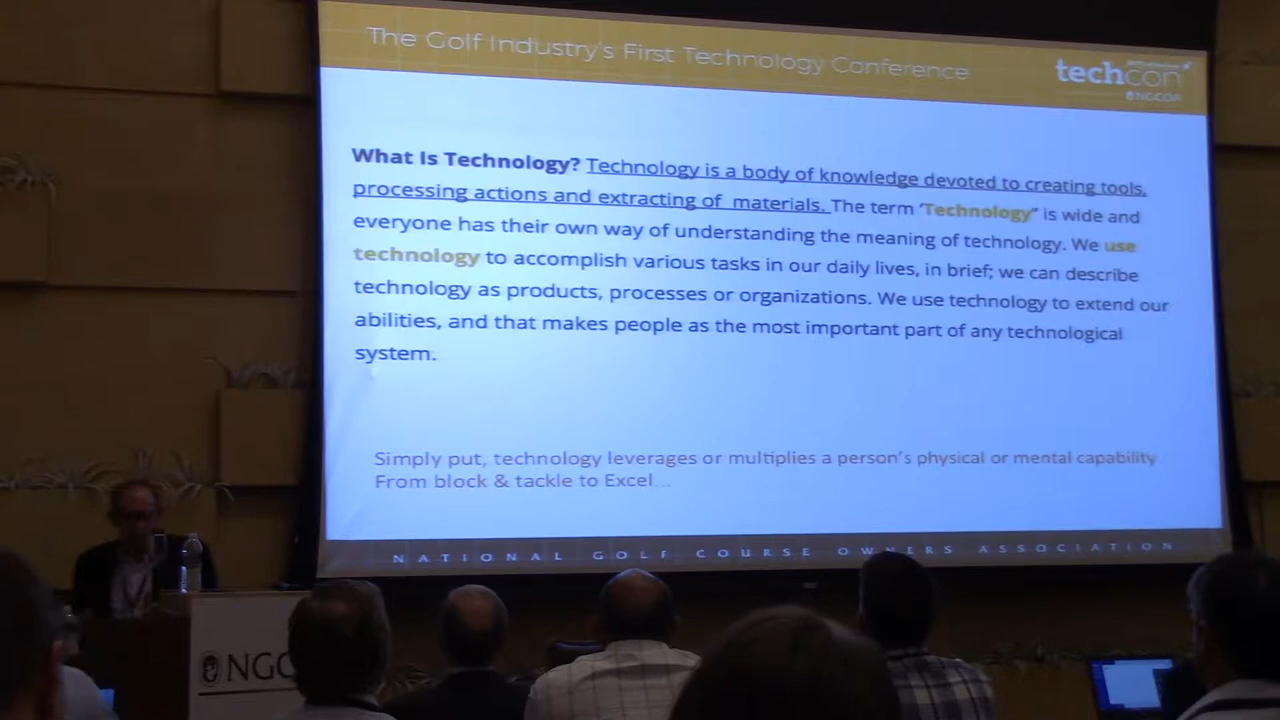 The Golf Industry's First Technology Conference
techcon
NGCOA
What Is Technology? Technology is a body of knowledge devoted to creating tools,
processing actions and extracting of materials. The term 'Technology" is wide and
everyone has their own way of understanding the meaning of technology. We use
technology to accomplish various tasks in our daily lives, in brief; we can describe
technology as products, processes or organizations. We use technology to extend our
abilities, and that makes people as the most important part of any technological
system.
Simply put, technology leverages or multiplies a person's physical or mental capability
From block & tackle to Excel...
NATIONAL GOLF COURSE OWNERS ASSOCIATION
NGC